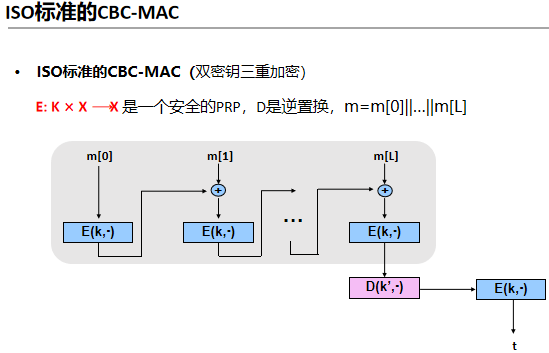 ISO标准的CBC-MAC
• ISO标准的CBC-MAC（双密钥三重加密）
E: K × X ⟶X 是一个安全的PRP，D是逆置换，m=m[0]||…||m[L]
m[0] m[1] m[L]
+ +
…
E(k,·) E(k,·) E(k,·)
D(k’,·) E(k,·)
t